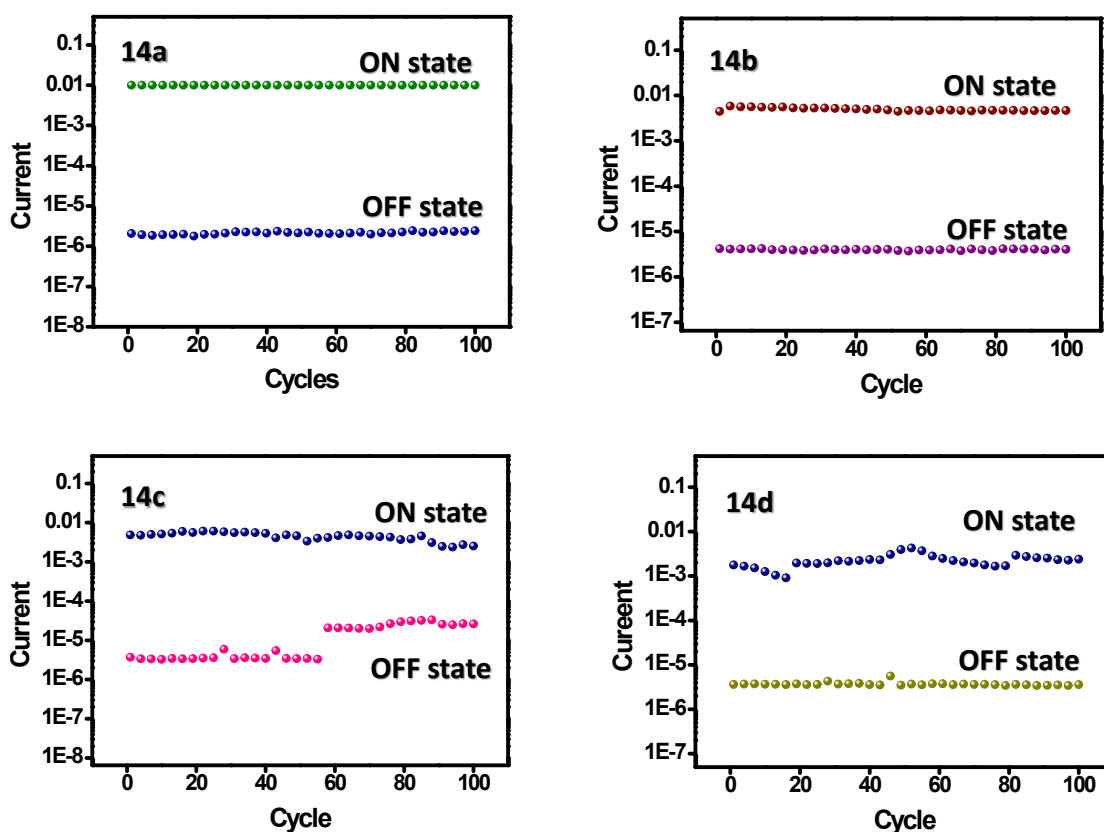 14a
ON state
OFF state
0.1
0.01
1E-3
1E-4
1E-5
1E-6
1E-7
1E-8
Current
0 20 40 60 80 100
Cycles
14b
ON state
OFF state
0.1
0.01
1E-3
1E-4
1E-5
1E-6
1E-7
Current
0 20 40 60 80 100
Cycle
14c
ON state
OFF state
0.1
0.01
1E-3
1E-4
1E-5
1E-6
1E-7
1E-8
Current
0 20 40 60 80 100
Cycle
14d
ON state
OFF state
0.1
0.01
1E-3
1E-4
1E-5
1E-6
1E-7
Cureent
0 20 40 60 80 100
Cycle